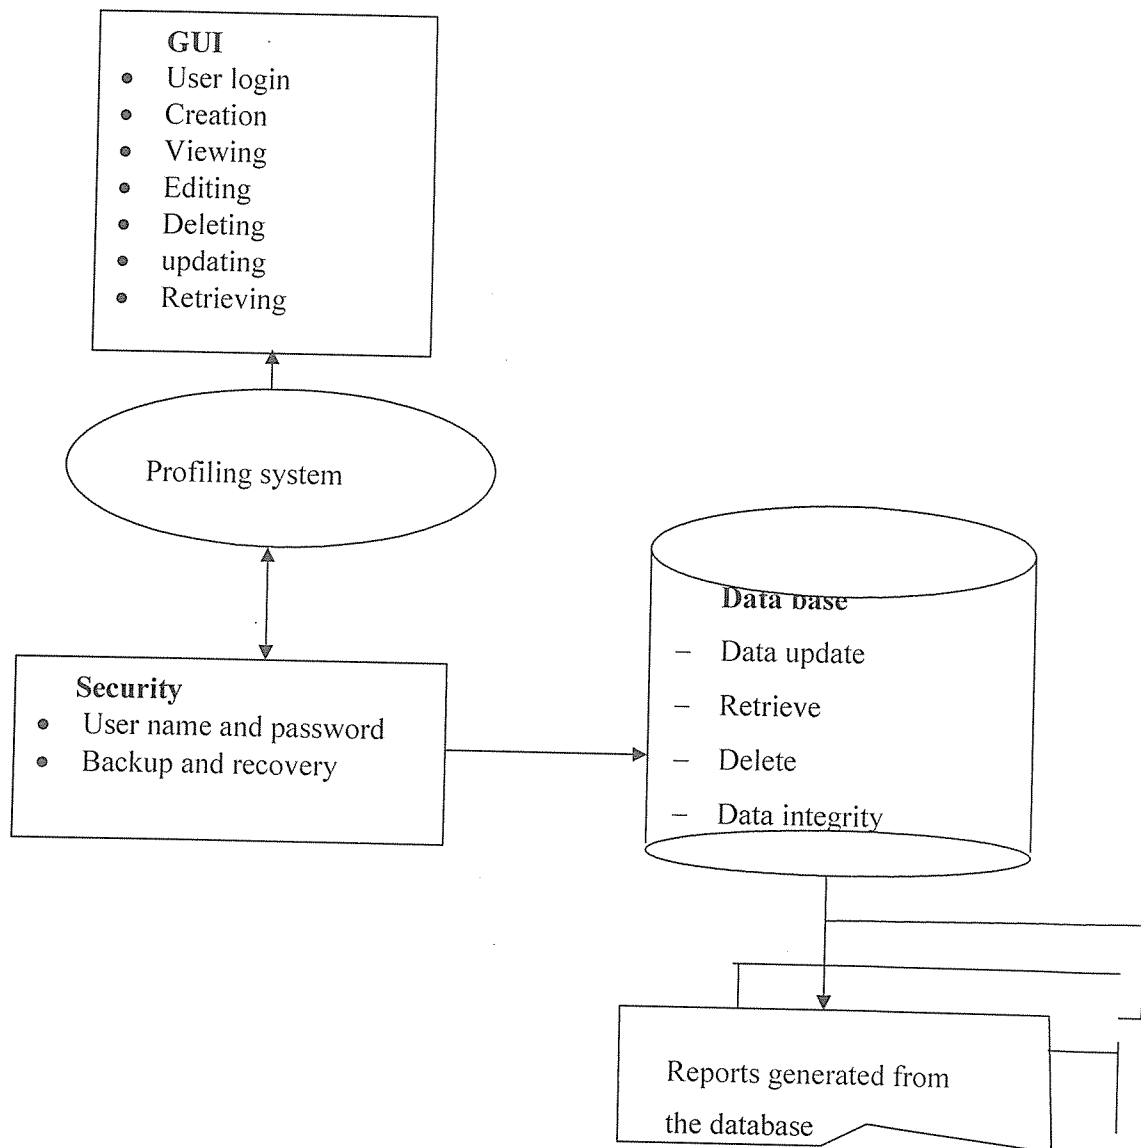 GUI
• User login
• Creation
• Viewing
• Editing
• Deleting
• updating
• Retrieving
Profiling system
Security
• User name and password
• Backup and recovery
Data base
– Data update
– Retrieve
– Delete
– Data integrity
Reports generated from
the database